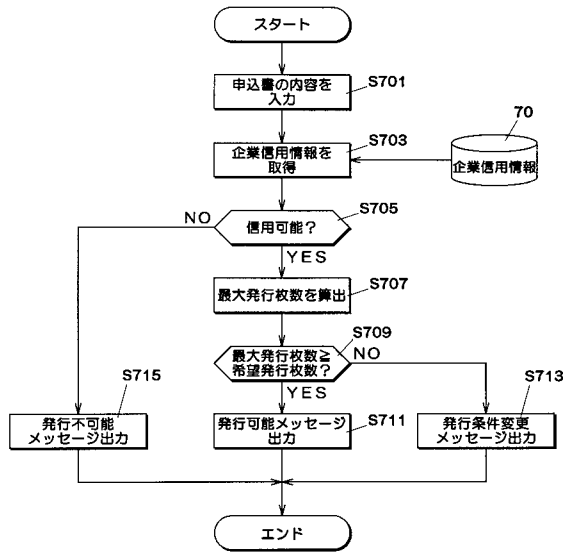 スタート
申込書の内容を
入力
S701
企業信用情報を
取得
S703
70
企業信用情報
信用可能？
S705
NO
YES
最大発行枚数を算出
S707
最大発行枚数≧
希望発行枚数？
S709
NO
YES
発行不可能
メッセージ出力
S715
発行可能メッセージ
出力
S711
発行条件変更
メッセージ出力
S713
エンド